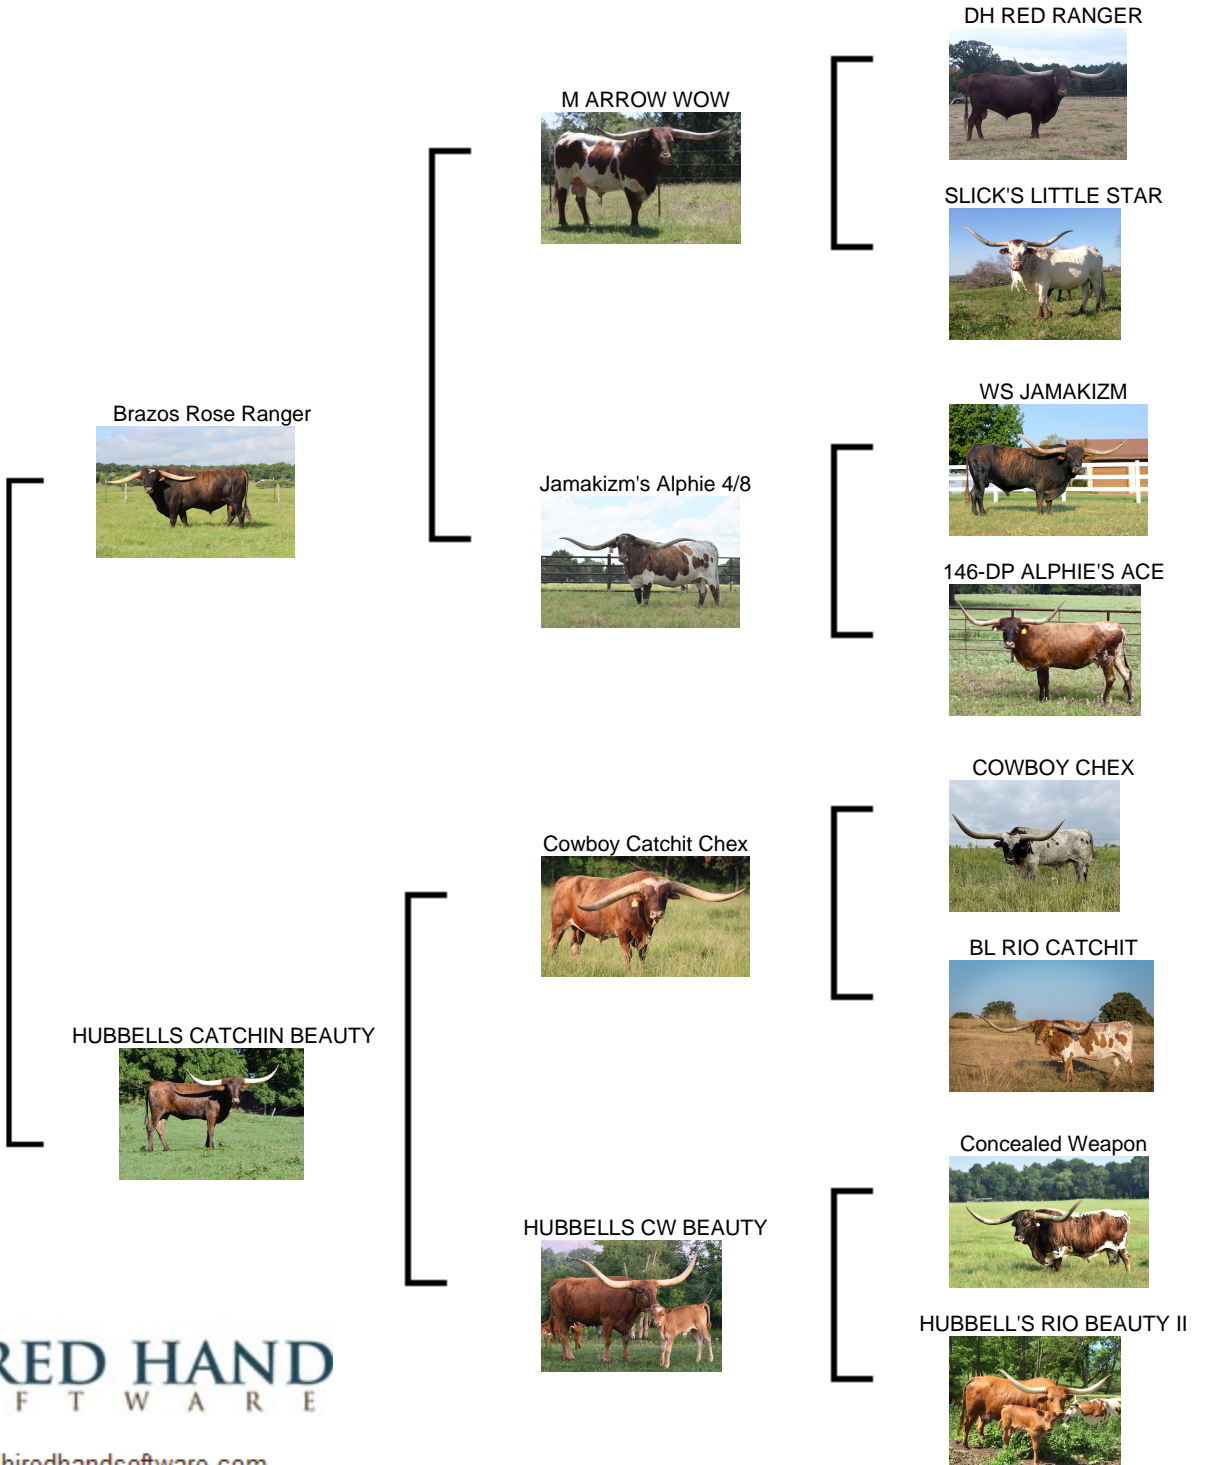 DH RED RANGER
M ARROW WOW
SLICK'S LITTLE STAR
WS JAMAKIZM
Brazos Rose Ranger
Jamakizm's Alphie 4/8
146-DP ALPHIE'S ACE
COWBOY CHEX
Cowboy Catchit Chex
BL RIO CATCHIT
HUBBELLS CATCHIN BEAUTY
Concealed Weapon
HUBBELLS CW BEAUTY
HUBBELL'S RIO BEAUTY II
RED HAND
F T W A R E
hiredhandsoftware.com